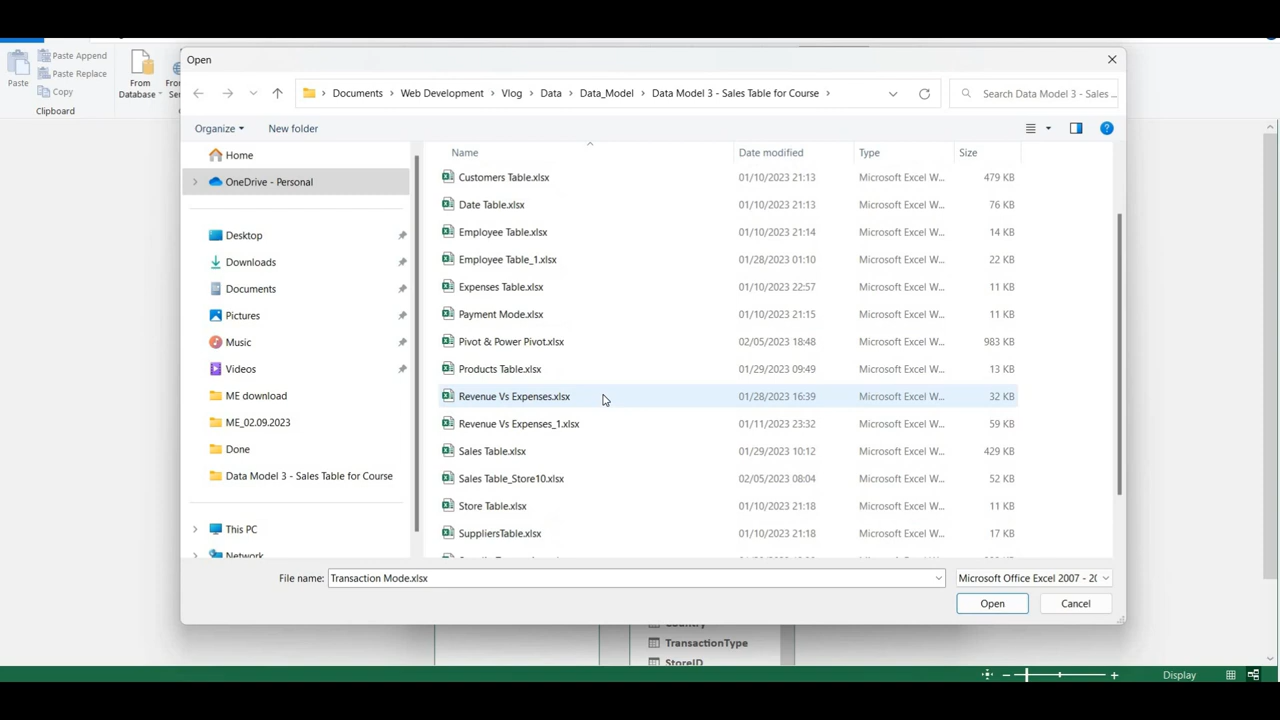 Open
Paste
Paste Append
Paste Replace
Copy
Clipboard
From
Database
Documents
Web Development
Vlog
Data
Data_Model
Data Model 3 - Sales Table for Course
Search Data Model 3 - Sales ...
Organize
New folder
Home
OneDrive - Personal
Desktop
Downloads
Documents
Pictures
Music
Videos
ME download
ME_02.09.2023
Done
Data Model 3 - Sales Table for Course
This PC
Network
Name Date modified Type Size
Customers Table.xlsx 01/10/2023 21:13 Microsoft Excel W... 479 KB
Date Table.xlsx 01/10/2023 21:13 Microsoft Excel W... 76 KB
Employee Table.xlsx 01/10/2023 21:14 Microsoft Excel W... 14 KB
Employee Table_1.xlsx 01/28/2023 01:10 Microsoft Excel W... 22 KB
Expenses Table.xlsx 01/10/2023 22:57 Microsoft Excel W... 11 KB
Payment Mode.xlsx 01/10/2023 21:15 Microsoft Excel W... 11 KB
Pivot & Power Pivot.xlsx 02/05/2023 18:48 Microsoft Excel W... 983 KB
Products Table.xlsx 01/29/2023 09:49 Microsoft Excel W... 13 KB
Revenue Vs Expenses.xlsx 01/28/2023 16:39 Microsoft Excel W... 32 KB
Revenue Vs Expenses_1.xlsx 01/11/2023 23:32 Microsoft Excel W... 59 KB
Sales Table.xlsx 01/29/2023 10:12 Microsoft Excel W... 429 KB
Sales Table_Store10.xlsx 02/05/2023 08:04 Microsoft Excel W... 52 KB
Store Table.xlsx 01/10/2023 21:18 Microsoft Excel W... 11 KB
SuppliersTable.xlsx 01/10/2023 21:18 Microsoft Excel W... 17 KB
File name: Transaction Mode.xlsx Microsoft Office Excel 2007 - 20
Open Cancel
Country
TransactionType
StoreID
Display